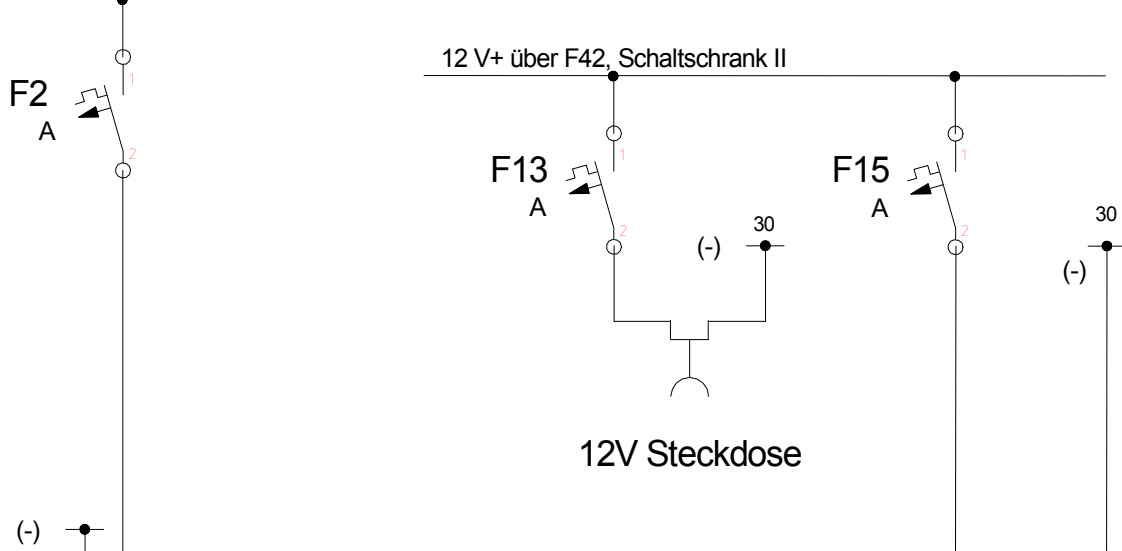 12 V+ über F42, Schaltschrank II
1
F2
A
2
1
F13
A
2
1
F15
A
2
30
(-)
30
(-)
12V Steckdose
(-)